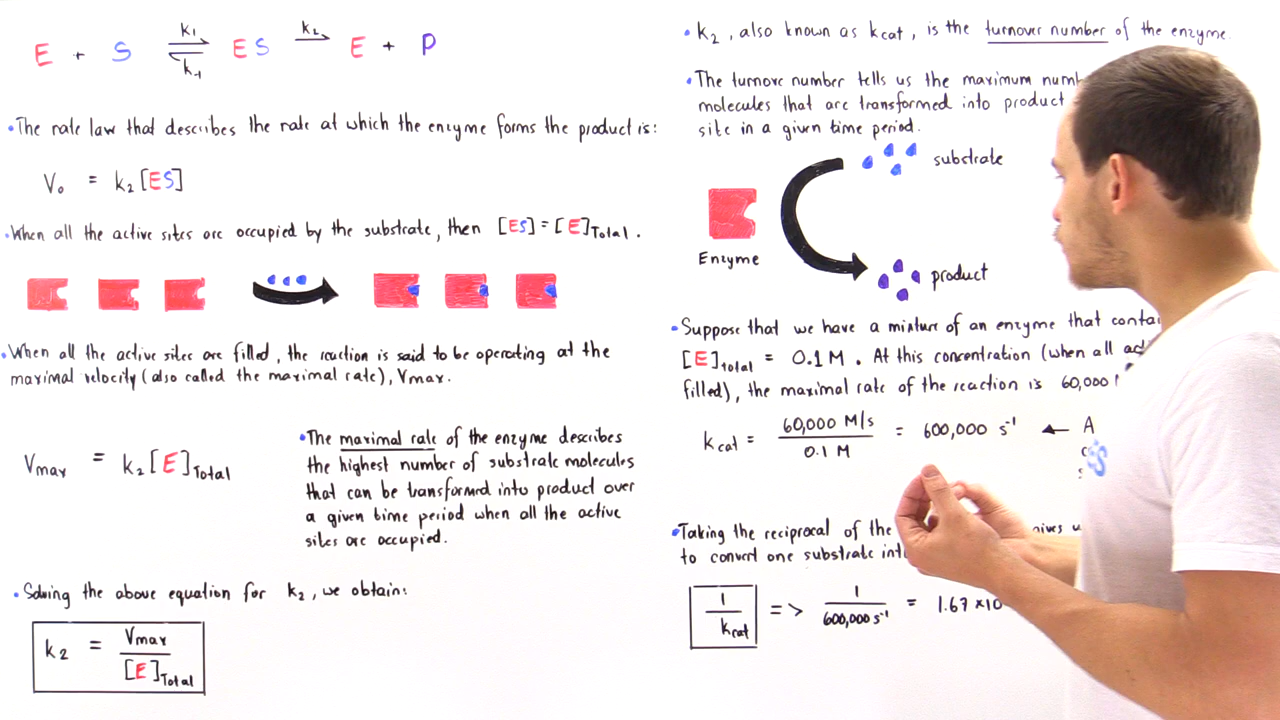 E + S k₁ k₋₁ ES k₂ E + P
•The rate law that describes the rate at which the enzyme forms the product is:
V₀ = k₂[ES]
•When all the active sites are occupied by the substrate, then [ES]=[E]Total.
•When all the active sites are filled, the reaction is said to be operating at the
maximal velocity (also called the maximal rate), Vmax.
Vmax = k₂[E]Total
•The maximal rate of the enzyme describes
the highest number of substrate molecules
that can be transformed into product over
a given time period when all the active
sites are occupied.
•Solving the above equation for k₂, we obtain:
k₂ = Vmax / [E]Total
•k₂, also known as kcat, is the turnover number of the enzyme.
•The turnove number tells us the maximum
molecules that are transformed into product
site in a given time period.
substrate
Enzyme
product
•Suppose that we have a mixture of an enzyme that
[E]Total = 0.1 M. At this concentration (when all
filled), the maximal rate of the reaction is 60,000
kcat = 60,000 M/s / 0.1 M = 600,000 s⁻¹ ← A
•Taking the reciprocal of the
to convert one substrate
1 / kcat => 1 / 600,000 s⁻¹ = 1.67 ×10